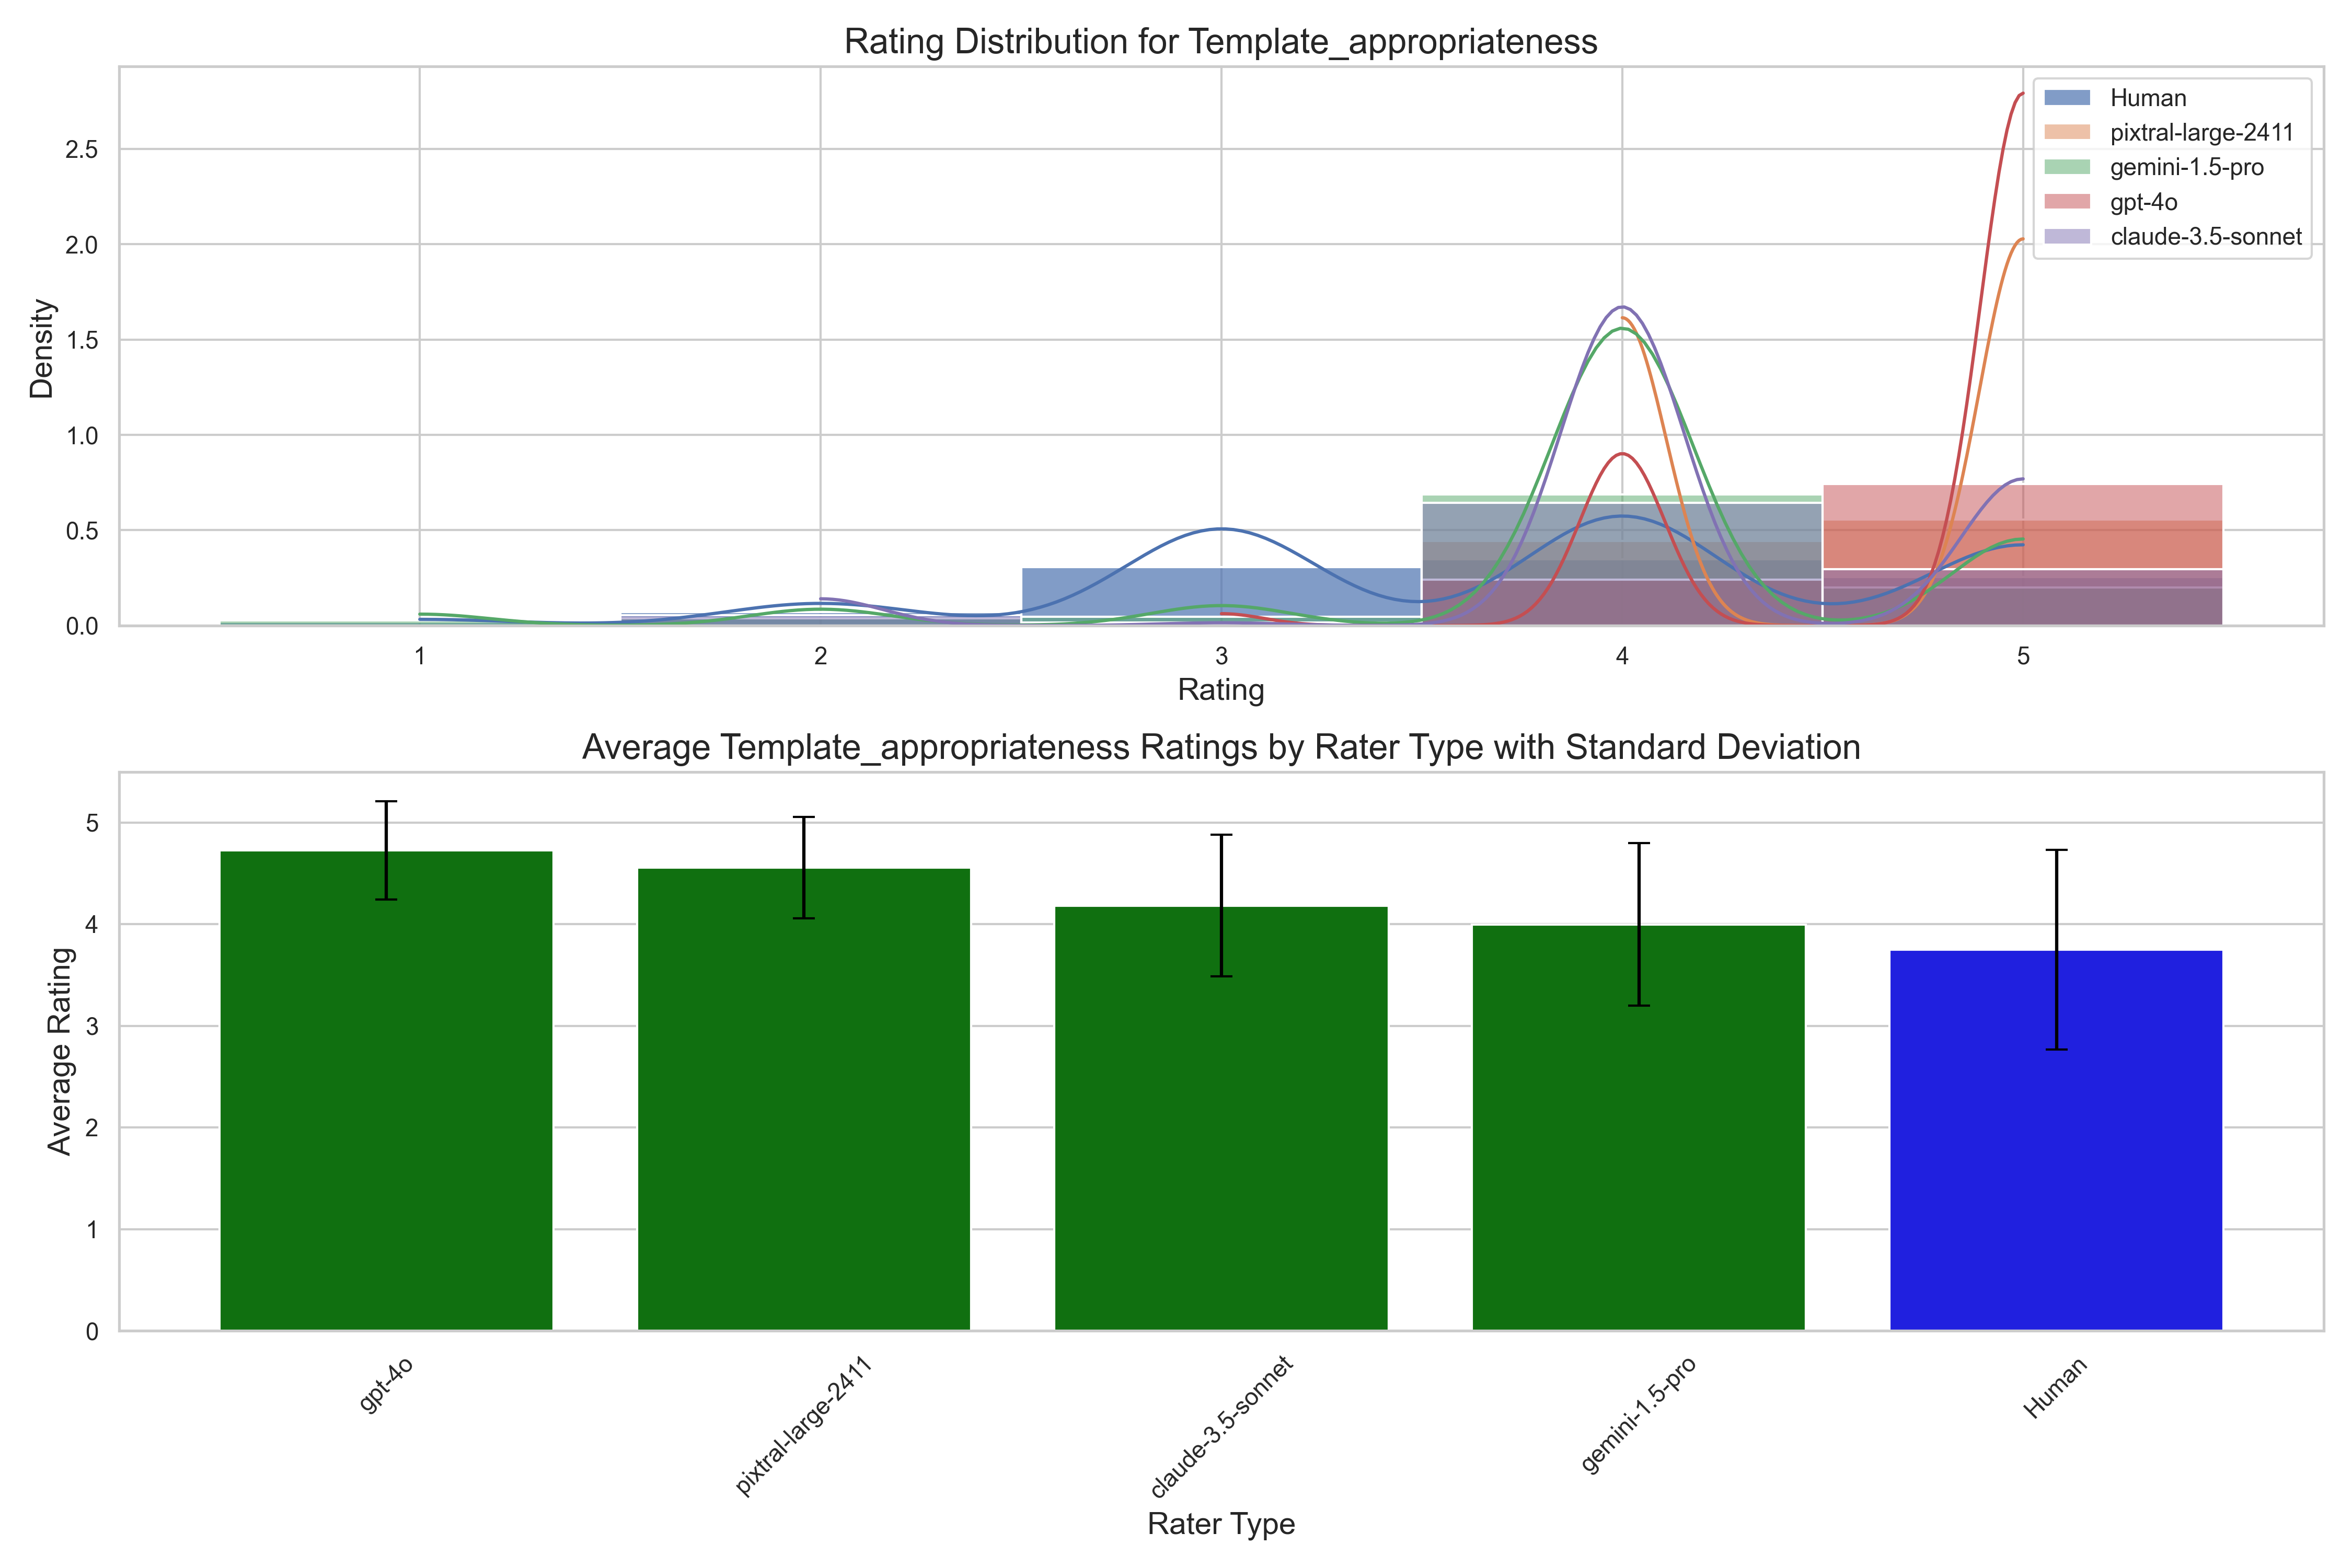 Rating Distribution for Template_appropriateness
Density
2.5
2.0
1.5
1.0
0.5
0.0
Human
pixtral-large-2411
gemini-1.5-pro
gpt-4o
claude-3.5-sonnet
1 2 3 4 5
Rating
Average Template_appropriateness Ratings by Rater Type with Standard Deviation
Average Rating
5
4
3
2
1
0
gpt-4o
pixtral-large-2411
claude-3.5-sonnet
gemini-1.5-pro
Human
Rater Type